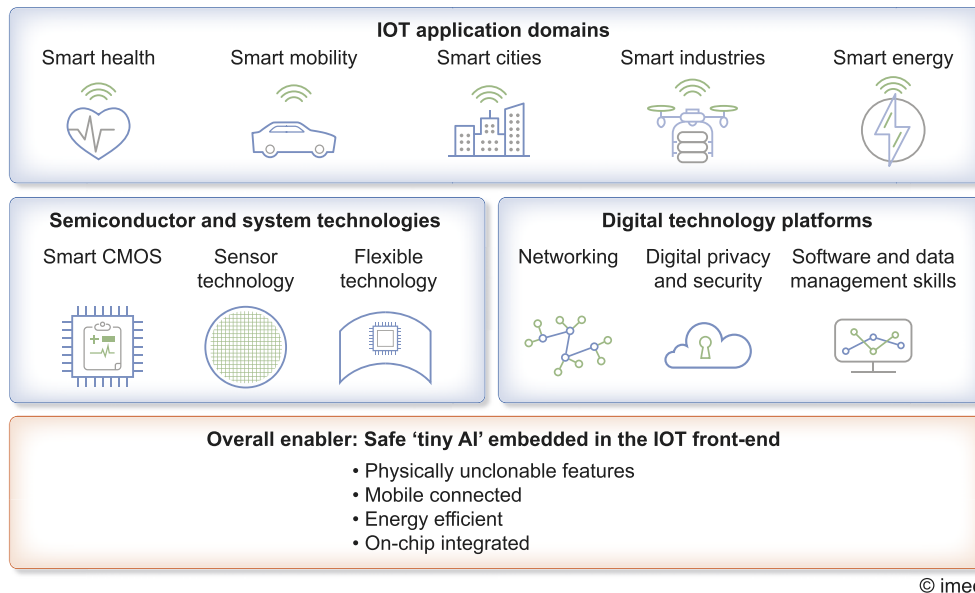 IOT application domains
Smart health
Smart mobility
Smart cities
Smart industries
Smart energy
Semiconductor and system technologies
Smart CMOS
Sensor
technology
Flexible
technology
Digital technology platforms
Networking
Digital privacy
and security
Software and data
management skills
Overall enabler: Safe ‘tiny AI’ embedded in the IOT front-end
• Physically unclonable features
• Mobile connected
• Energy efficient
• On-chip integrated
©